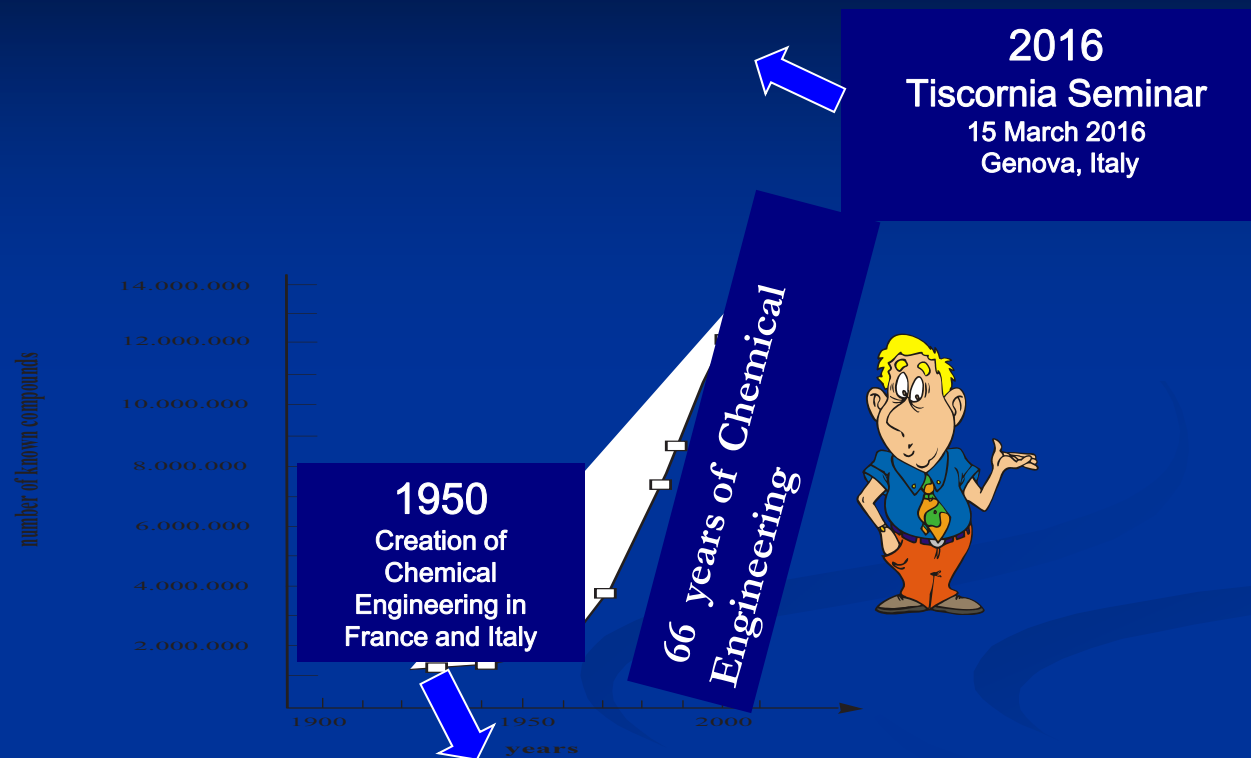 2016
Tiscornia Seminar
15 March 2016
Genova, Italy
14.000.000
12.000.000
10.000.000
8.000.000
6.000.000
4.000.000
2.000.000
number of known compounds
1950
Creation of
Chemical
Engineering in
France and Italy
66 years of Chemical
Engineering
1900
1950
2000
years